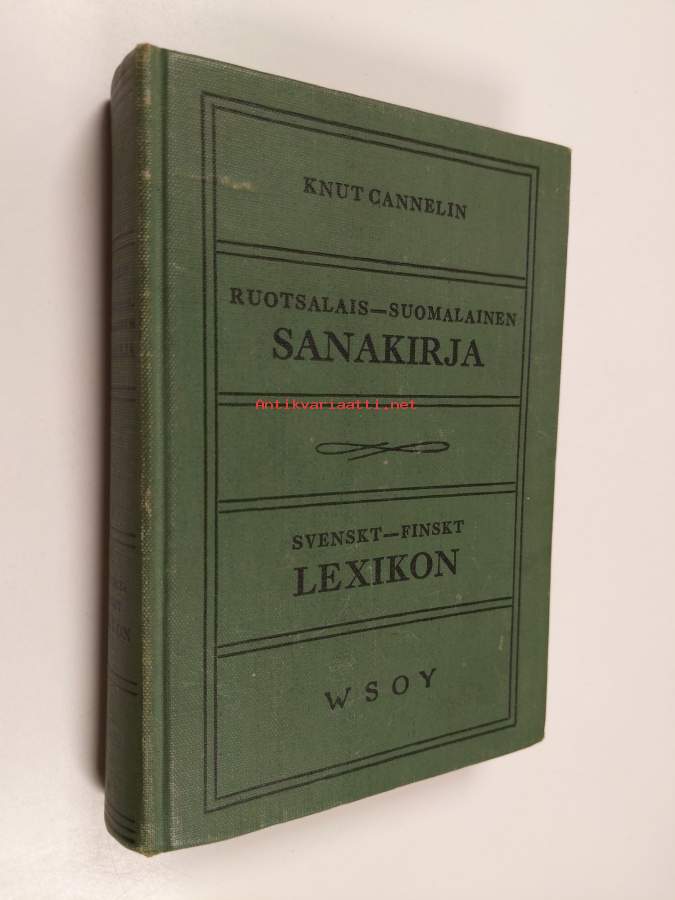 KNUT CANNELIN
RUOTSALAIS—SUOMALAINEN
SANAKIRJA
Antikvariaatti.net
SVENSKT—FINSKT
LEXIKON
WSOY